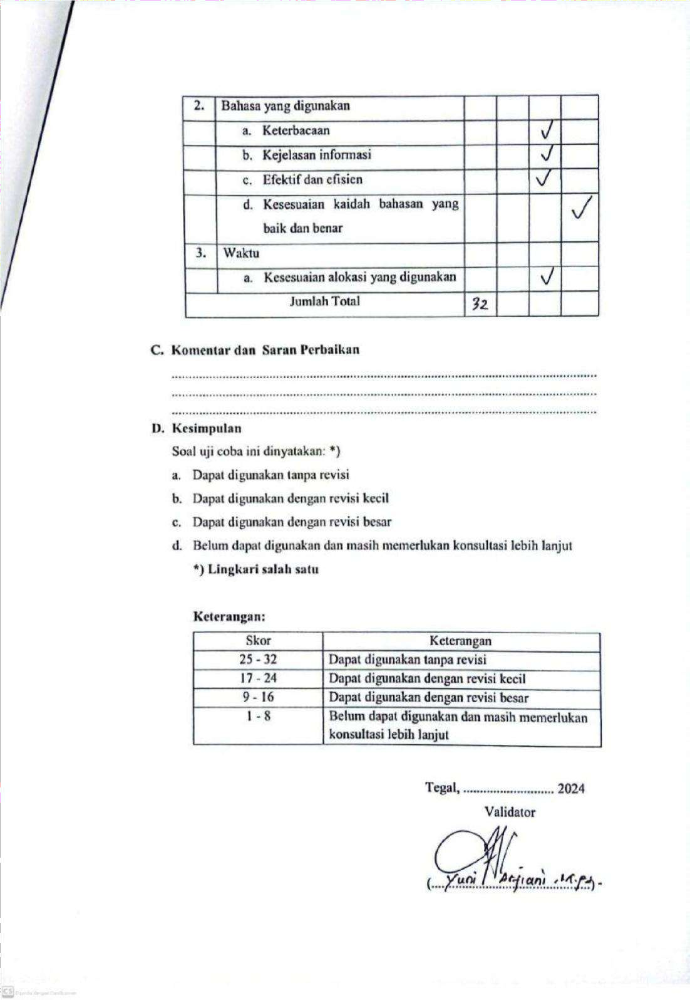 2. Bahasa yang digunakan
a. Keterbacaan ✓
b. Kejelasan informasi ✓
c. Efektif dan efisien ✓
d. Kesesuaian kaidah bahasan yang ✓
baik dan benar
3. Waktu
a. Kesesuaian alokasi yang digunakan ✓
Jumlah Total 32
C. Komentar dan Saran Perbaikan
D. Kesimpulan
Soal uji coba ini dinyatakan: *)
a. Dapat digunakan tanpa revisi
b. Dapat digunakan dengan revisi kecil
c. Dapat digunakan dengan revisi besar
d. Belum dapat digunakan dan masih memerlukan konsultasi lebih lanjut
*) Lingkari salah satu
Keterangan:
Skor Keterangan
25 - 32 Dapat digunakan tanpa revisi
17 - 24 Dapat digunakan dengan revisi kecil
9 - 16 Dapat digunakan dengan revisi besar
1 - 8 Belum dapat digunakan dan masih memerlukan
konsultasi lebih lanjut
Tegal, ............................ 2024
Validator
(.... Yuni Arjiani, M.Pd) -
CS Dipindai dengan CamScanner